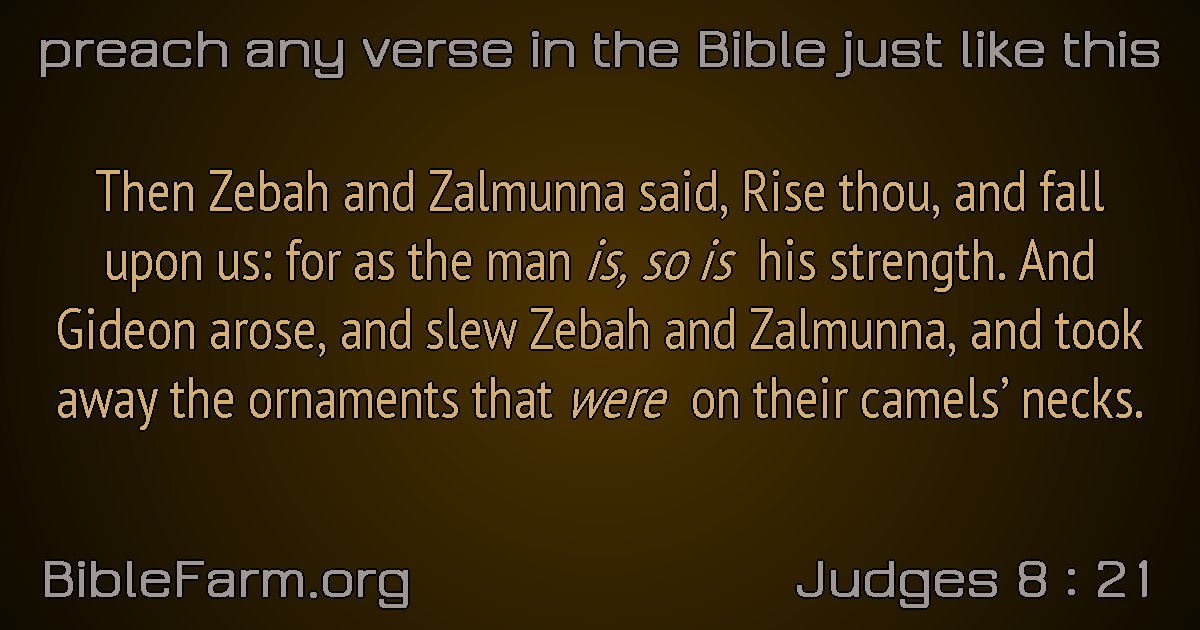 preach any verse in the Bible just like this
Then Zebah and Zalmunna said, Rise thou, and fall
upon us: for as the man is, so is his strength. And
Gideon arose, and slew Zebah and Zalmunna, and took
away the ornaments that were on their camels’ necks.
BibleFarm.org
Judges 8 : 21